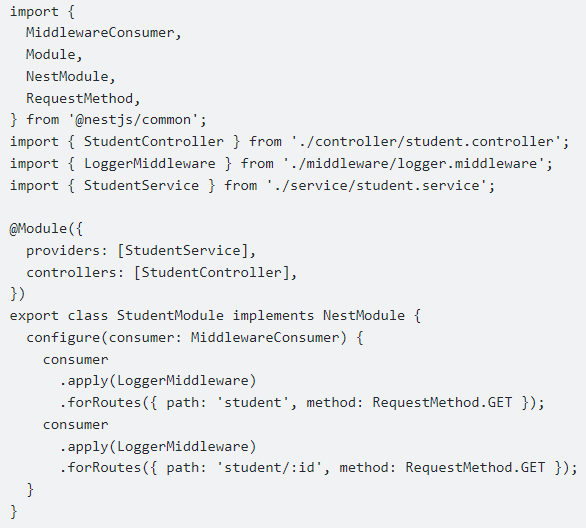 import {
  MiddlewareConsumer,
  Module,
  NestModule,
  RequestMethod,
} from '@nestjs/common';
import { StudentController } from './controller/student.controller';
import { LoggerMiddleware } from './middleware/logger.middleware';
import { StudentService } from './service/student.service';

@Module({
  providers: [StudentService],
  controllers: [StudentController],
})
export class StudentModule implements NestModule {
  configure(consumer: MiddlewareConsumer) {
    consumer
      .apply(LoggerMiddleware)
      .forRoutes({ path: 'student', method: RequestMethod.GET });
    consumer
      .apply(LoggerMiddleware)
      .forRoutes({ path: 'student/:id', method: RequestMethod.GET });
  }
}